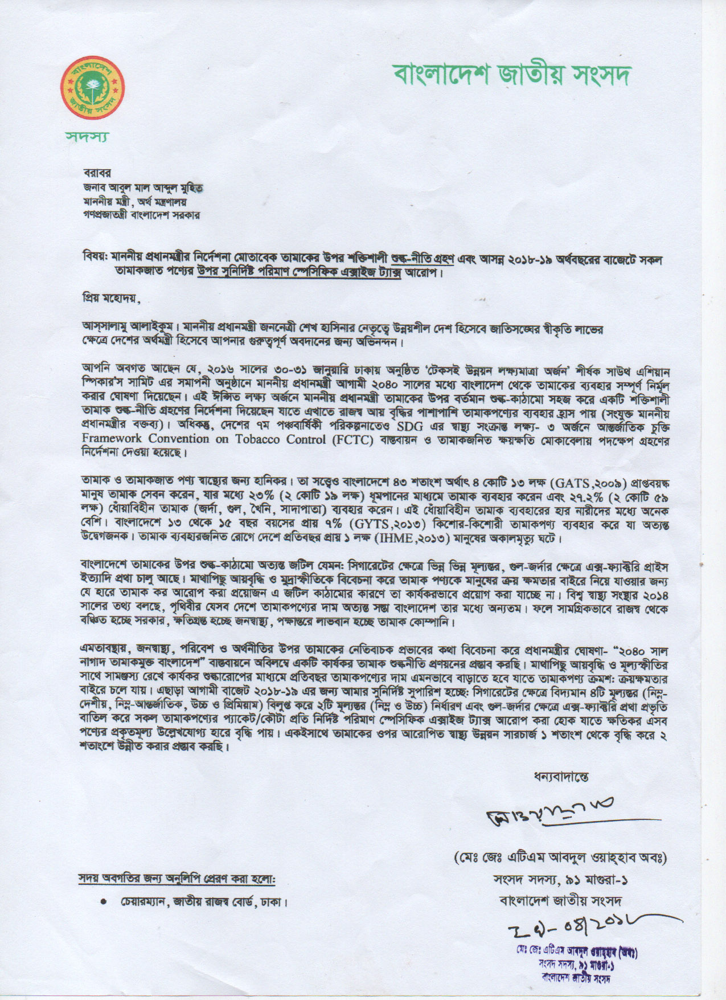 বাংলাদেশ
জাতীয় সংসদ
বাংলাদেশ জাতীয় সংসদ
সদস্য
বরাবর
জনাব আবুল মাল আব্দুল মুহিত
মাননীয় মন্ত্রী, অর্থ মন্ত্রণালয়
গণপ্রজাতন্ত্রী বাংলাদেশ সরকার
বিষয়: মাননীয় প্রধানমন্ত্রীর নির্দেশনা মোতাবেক তামাকের উপর শক্তিশালী শুল্ক-নীতি গ্রহণ এবং আসন্ন ২০১৮-১৯ অর্থবছরের বাজেটে সকল
তামাকজাত পণ্যের উপর সুনির্দিষ্ট পরিমাণ স্পেসিফিক এক্সাইজ ট্যাক্স আরোপ।
প্রিয় মহোদয়,
আস্‌সালামু আলাইকুম। মাননীয় প্রধানমন্ত্রী জননেত্রী শেখ হাসিনার নেতৃত্বে উন্নয়শীল দেশ হিসেবে জাতিসঙ্ঘের স্বীকৃতি লাভের
ক্ষেত্রে দেশের অর্থমন্ত্রী হিসেবে আপনার গুরুত্বপূর্ণ অবদানের জন্য অভিনন্দন।
আপনি অবগত আছেন যে, ২০১৬ সালের ৩০-৩১ জানুয়ারি ঢাকায় অনুষ্ঠিত ‘টেকসই উন্নয়ন লক্ষ্যমাত্রা অর্জন’ শীর্ষক সাউথ এশিয়ান
স্পিকার’স সামিট এর সমাপনী অনুষ্ঠানে মাননীয় প্রধানমন্ত্রী আগামী ২০৪০ সালের মধ্যে বাংলাদেশ থেকে তামাকের ব্যবহার সম্পূর্ণ নির্মূল
করার ঘোষণা দিয়েছেন। এই ঈপ্সিত লক্ষ্য অর্জনে মাননীয় প্রধানমন্ত্রী তামাকের উপর বর্তমান শুল্ক-কাঠামো সহজ করে একটি শক্তিশালী
তামাক শুল্ক-নীতি গ্রহণের নির্দেশনা দিয়েছেন যাতে এখাতে রাজস্ব আয় বৃদ্ধির পাশাপাশি তামাকপণ্যের ব্যবহার হ্রাস পায় (সংযুক্ত মাননীয়
প্রধানমন্ত্রীর বক্তব্য)। অধিকন্তু, দেশের ৭ম পঞ্চবার্ষিকী পরিকল্পনাতেও SDG এর স্বাস্থ্য সংক্রান্ত লক্ষ্য- ৩ অর্জনে আন্তর্জাতিক চুক্তি
Framework Convention on Tobacco Control (FCTC) বাস্তবায়ন ও তামাকজনিত ক্ষয়ক্ষতি মোকাবেলায় পদক্ষেপ গ্রহণের
নির্দেশনা দেওয়া হয়েছে।
তামাক ও তামাকজাত পণ্য স্বাস্থ্যের জন্য হানিকর। তা সত্ত্বেও বাংলাদেশে ৪৩ শতাংশ অর্থাৎ ৪ কোটি ১৩ লক্ষ (GATS,২০০৯) প্রাপ্তবয়স্ক
মানুষ তামাক সেবন করেন, যার মধ্যে ২৩% (২ কোটি ১৯ লক্ষ) ধূমপানের মাধ্যমে তামাক ব্যবহার করেন এবং ২৭.২% (২ কোটি ৫৯
লক্ষ) ধোঁয়াবিহীন তামাক (জর্দা, গুল, খৈনি, সাদাপাতা) ব্যবহার করেন। এই ধোঁয়াবিহীন তামাক ব্যবহারের হার নারীদের মধ্যে অনেক
বেশি। বাংলাদেশে ১৩ থেকে ১৫ বছর বয়সের প্রায় ৭% (GYTS,২০১৩) কিশোর-কিশোরী তামাকপণ্য ব্যবহার করে যা অত্যন্ত
উদ্বেগজনক। তামাক ব্যবহারজনিত রোগে দেশে প্রতিবছর প্রায় ১ লক্ষ (IHME,২০১৩) মানুষের অকালমৃত্যু ঘটে।
বাংলাদেশে তামাকের উপর শুল্ক-কাঠামো অত্যন্ত জটিল যেমন: সিগারেটের ক্ষেত্রে ভিন্ন ভিন্ন মূল্যস্তর, গুল-জর্দার ক্ষেত্রে এক্স-ফ্যাক্টরি প্রাইস
ইত্যাদি প্রথা চালু আছে। মাথাপিছু আয়বৃদ্ধি ও মুদ্রাস্ফীতিকে বিবেচনা করে তামাক পণ্যকে মানুষের ক্রয় ক্ষমতার বাইরে নিয়ে যাওয়ার জন্য
যে হারে তামাক কর আরোপ করা প্রয়োজন এ জটিল কাঠামোর কারণে তা কার্যকরভাবে প্রয়োগ করা যাচ্ছে না। বিশ্ব স্বাস্থ্য সংস্থার ২০১৪
সালের তথ্য বলছে, পৃথিবীর যেসব দেশে তামাকপণ্যের দাম অত্যন্ত সস্তা বাংলাদেশ তার মধ্যে অন্যতম। ফলে সামগ্রিকভাবে রাজস্ব থেকে
বঞ্চিত হচ্ছে সরকার, ক্ষতিগ্রস্ত হচ্ছে জনস্বাস্থ্য, পক্ষান্তরে লাভবান হচ্ছে তামাক কোম্পানি।
এমতাবস্থায়, জনস্বাস্থ্য, পরিবেশ ও অর্থনীতির উপর তামাকের নেতিবাচক প্রভাবের কথা বিবেচনা করে প্রধানমন্ত্রীর ঘোষণা- “২০৪০ সাল
নাগাদ তামাকমুক্ত বাংলাদেশ” বাস্তবায়নে অবিলম্বে একটি কার্যকর তামাক শুল্কনীতি প্রণয়নের প্রস্তাব করছি। মাথাপিছু আয়বৃদ্ধি ও মূল্যস্ফীতির
সাথে সামঞ্জস্য রেখে কার্যকর শুল্কারোপের মাধ্যমে প্রতিবছর তামাকপণ্যের দাম এমনভাবে বাড়াতে হবে যাতে তামাকপণ্য ক্রমশ: ক্রয়ক্ষমতার
বাইরে চলে যায়। এছাড়া আগামী বাজেট ২০১৮-১৯ এর জন্য আমার সুনির্দিষ্ট সুপারিশ হচ্ছে: সিগারেটের ক্ষেত্রে বিদ্যমান ৪টি মূল্যস্তর (নিম্ন-
দেশীয়, নিম্ন-আন্তর্জাতিক, উচ্চ ও প্রিমিয়াম) বিলুপ্ত করে ২টি মূল্যস্তর (নিম্ন ও উচ্চ) নির্ধারণ এবং গুল-জর্দার ক্ষেত্রে এক্স-ফ্যাক্টরি প্রথা প্রভৃতি
বাতিল করে সকল তামাকপণ্যের প্যাকেট/কৌটা প্রতি নির্দিষ্ট পরিমাণ স্পেসিফিক এক্সাইজ ট্যাক্স আরোপ করা হোক যাতে ক্ষতিকর এসব
পণ্যের প্রকৃতমূল্য উল্লেখযোগ্য হারে বৃদ্ধি পায়। একইসাথে তামাকের ওপর আরোপিত স্বাস্থ্য উন্নয়ন সারচার্জ ১ শতাংশ থেকে বৃদ্ধি করে ২
শতাংশে উন্নীত করার প্রস্তাব করছি।
ধন্যবাদান্তে
(মেঃ জেঃ এটিএম আবদুল ওয়াহ্‌হাব অবঃ)
সংসদ সদস্য, ৯১ মাগুরা-১
বাংলাদেশ জাতীয় সংসদ
সদয় অবগতির জন্য অনুলিপি প্রেরণ করা হলো:
• চেয়ারম্যান, জাতীয় রাজস্ব বোর্ড, ঢাকা।
মেঃ জেঃ এটিএম আবদুল ওয়াহ্‌হাব (অবঃ)
সংসদ সদস্য, ৯১ মাগুরা-১
বাংলাদেশ জাতীয় সংসদ